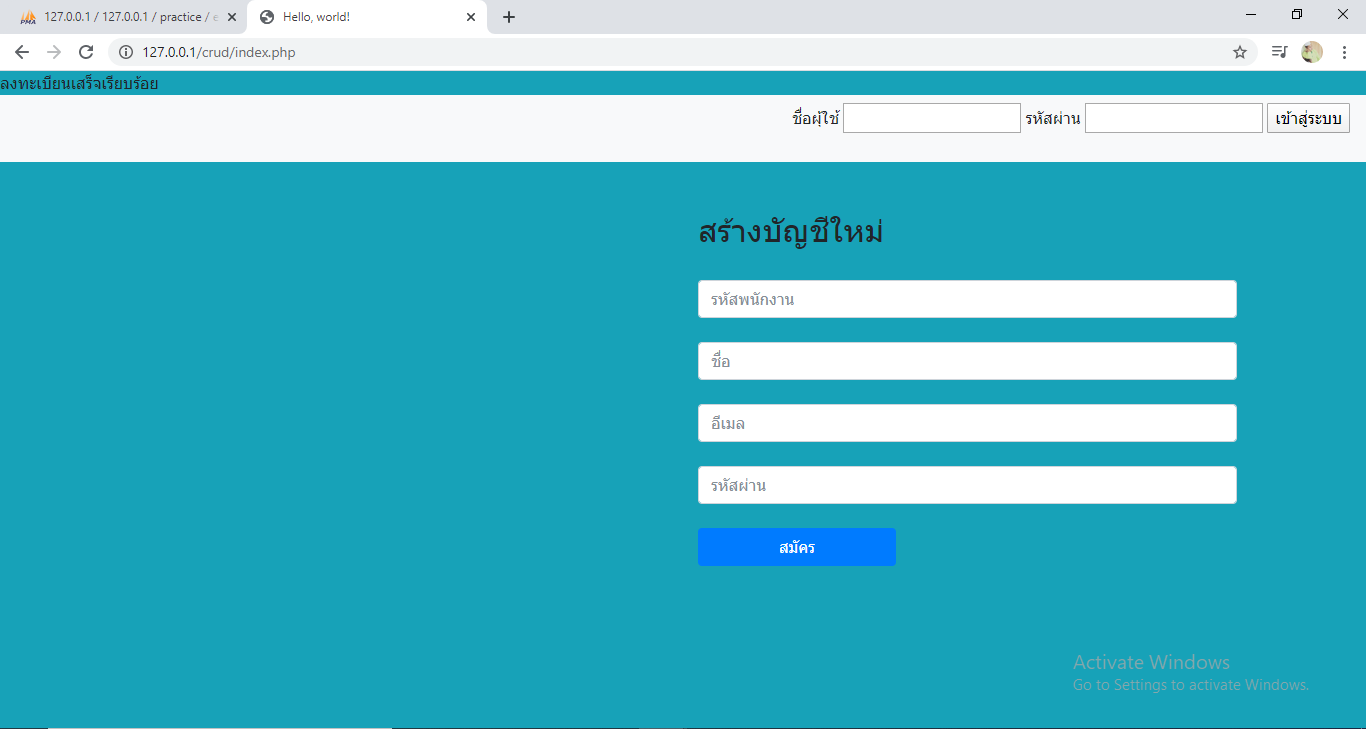 127.0.0.1 / 127.0.0.1 / practice / e
Hello, world!
127.0.0.1/crud/index.php
ลงทะเบียนเสร็จเรียบร้อย
ชื่อผุ้ใช้ รหัสผ่าน เข้าสู่ระบบ
สร้างบัญชีใหม่
รหัสพนักงาน
ชื่อ
อีเมล
รหัสผ่าน
สมัคร
Activate Windows
Go to Settings to activate Windows.